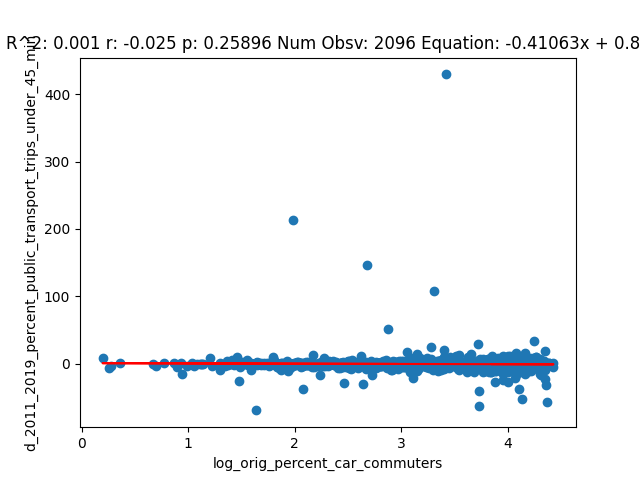 R^2: 0.001 r: -0.025 p: 0.25896 Num Obsv: 2096 Equation: -0.41063x + 0.8
d_2011_2019_percent_public_transport_trips_under_45_min
400
300
200
100
0
0 1 2 3 4
log_orig_percent_car_commuters